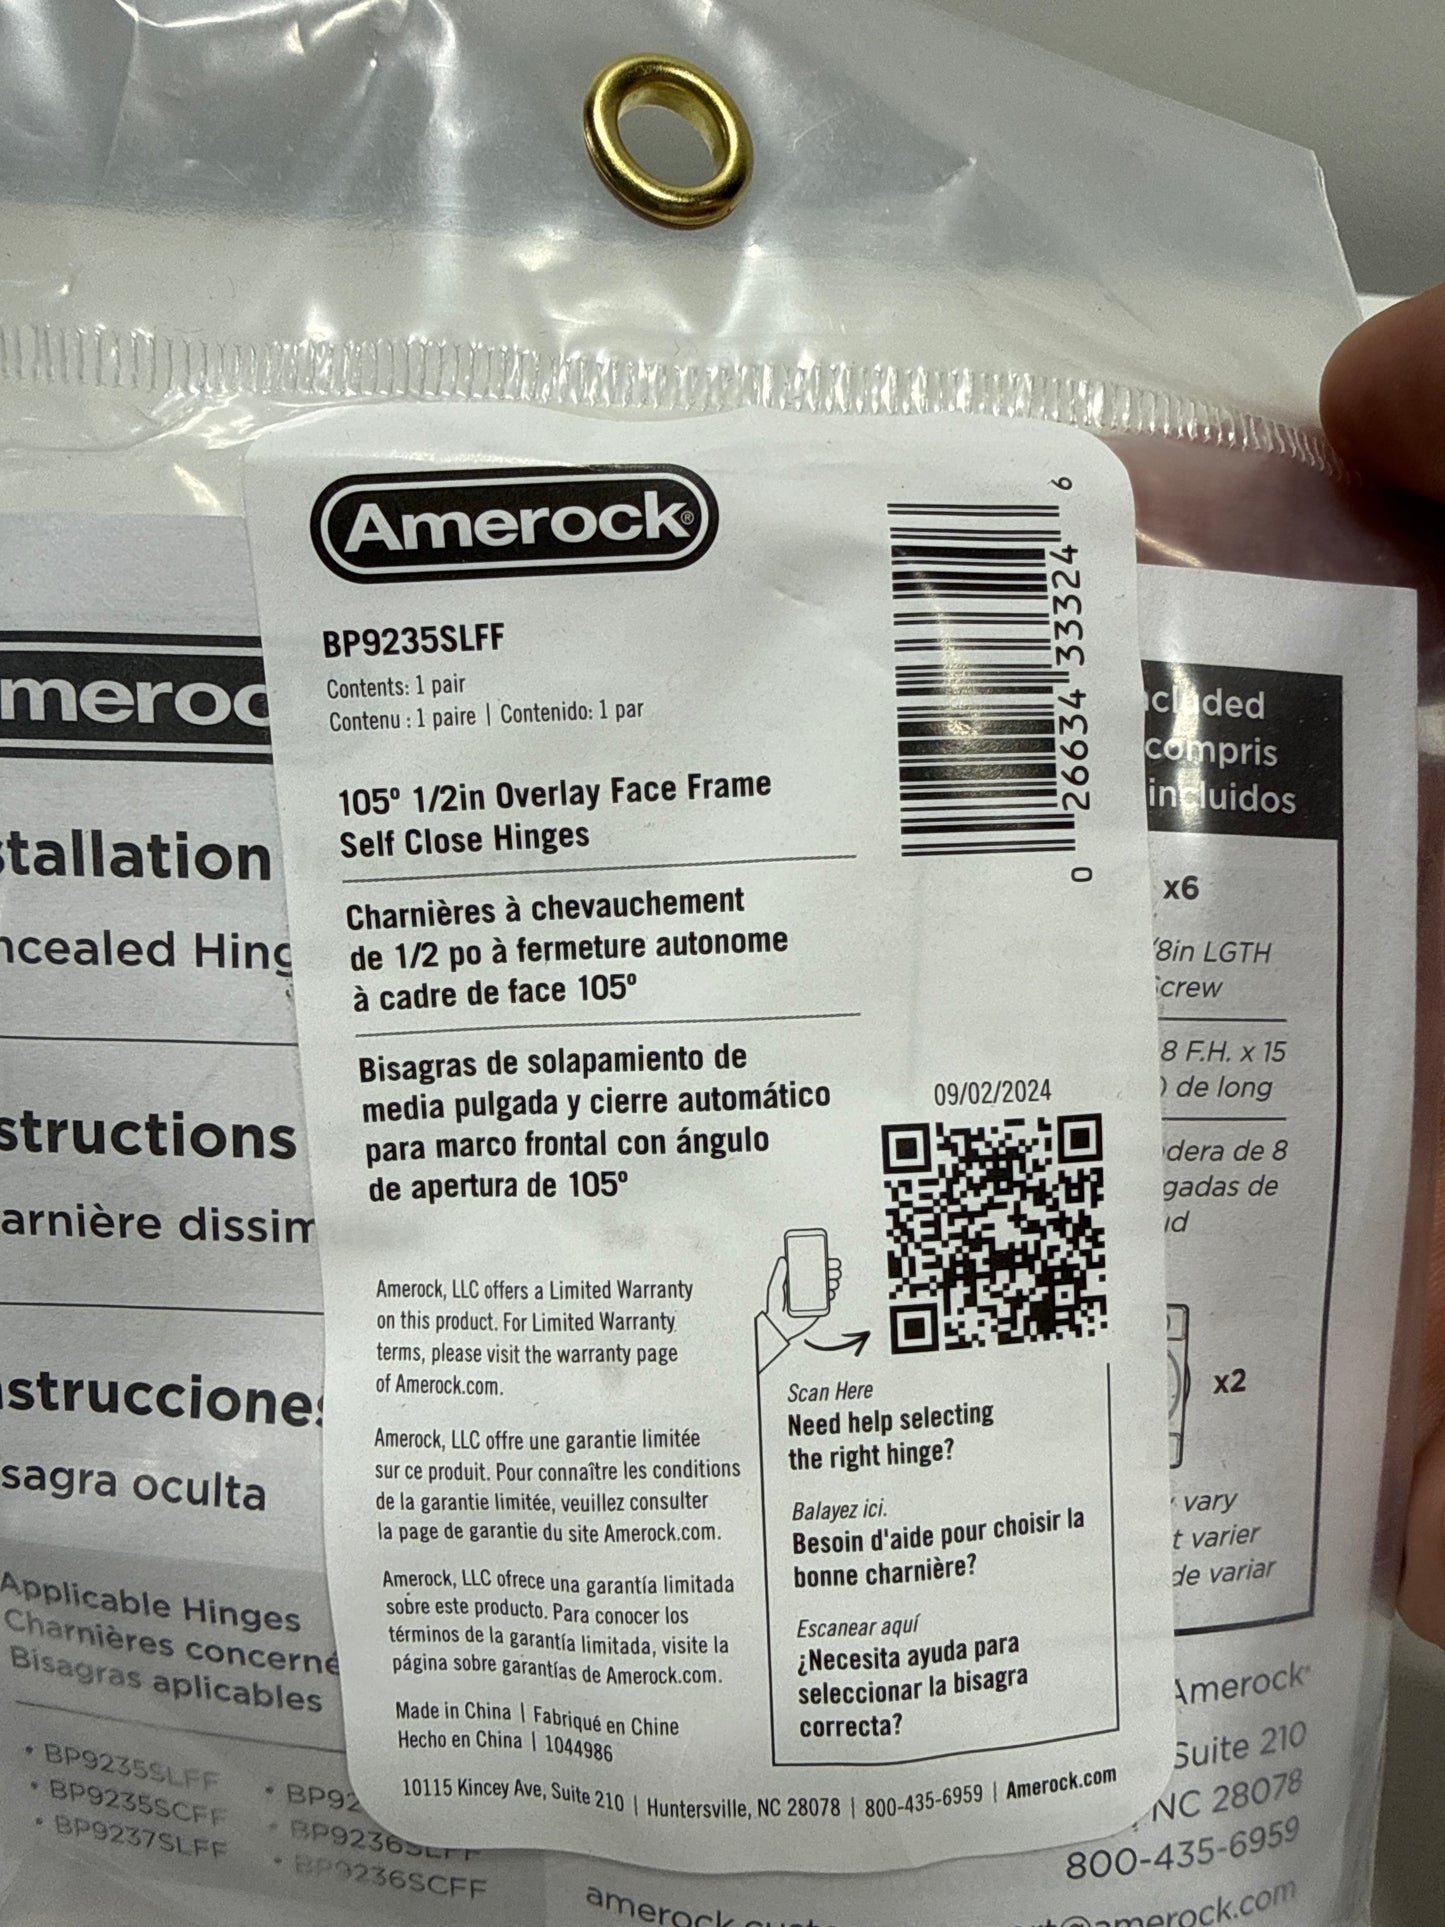 Amerock®
BP9235SLFF
Contents: 1 pair
Contenu : 1 paire | Contenido: 1 par
105º 1/2in Overlay Face Frame
Self Close Hinges
Charnières à chevauchement
de 1/2 po à fermeture autonome
à cadre de face 105º
Bisagras de solapamiento de
media pulgada y cierre automático
para marco frontal con ángulo
de apertura de 105º
0 26634 33324 6
09/02/2024
Amerock, LLC offers a Limited Warranty
on this product. For Limited Warranty
terms, please visit the warranty page
of Amerock.com.
Amerock, LLC offre une garantie limitée
sur ce produit. Pour connaître les conditions
de la garantie limitée, veuillez consulter
la page de garantie du site Amerock.com.
Amerock, LLC ofrece una garantía limitada
sobre este producto. Para conocer los
términos de la garantía limitada, visite la
página sobre garantías de Amerock.com.
Made in China | Fabriqué en Chine
Hecho en China | 1044986
Scan Here
Need help selecting
the right hinge?
Balayez ici.
Besoin d'aide pour choisir la
bonne charnière?
Escanear aquí
¿Necesita ayuda para
seleccionar la bisagra
correcta?
10115 Kincey Ave, Suite 210 | Huntersville, NC 28078 | 800-435-6959 | Amerock.com
meroc
stallation
ncealed Hing
structions
arnière dissim
strucciones
sagra oculta
Applicable Hinges
Charnières concerné
Bisagras aplicables
• BP9235SLFF
• BP9235SCFF
• BP9237SLFF
• BP92
• BP9236SLFF
• BP9236SCFF
cluded
compris
incluidos
x6
/8in LGTH
crew
8 F.H. x 15
) de long
dera de 8
gadas de
ud
x2
vary
t varier
de variar
Amerock®
Suite 210
, NC 28078
800-435-6959
@amerock.com
amerock